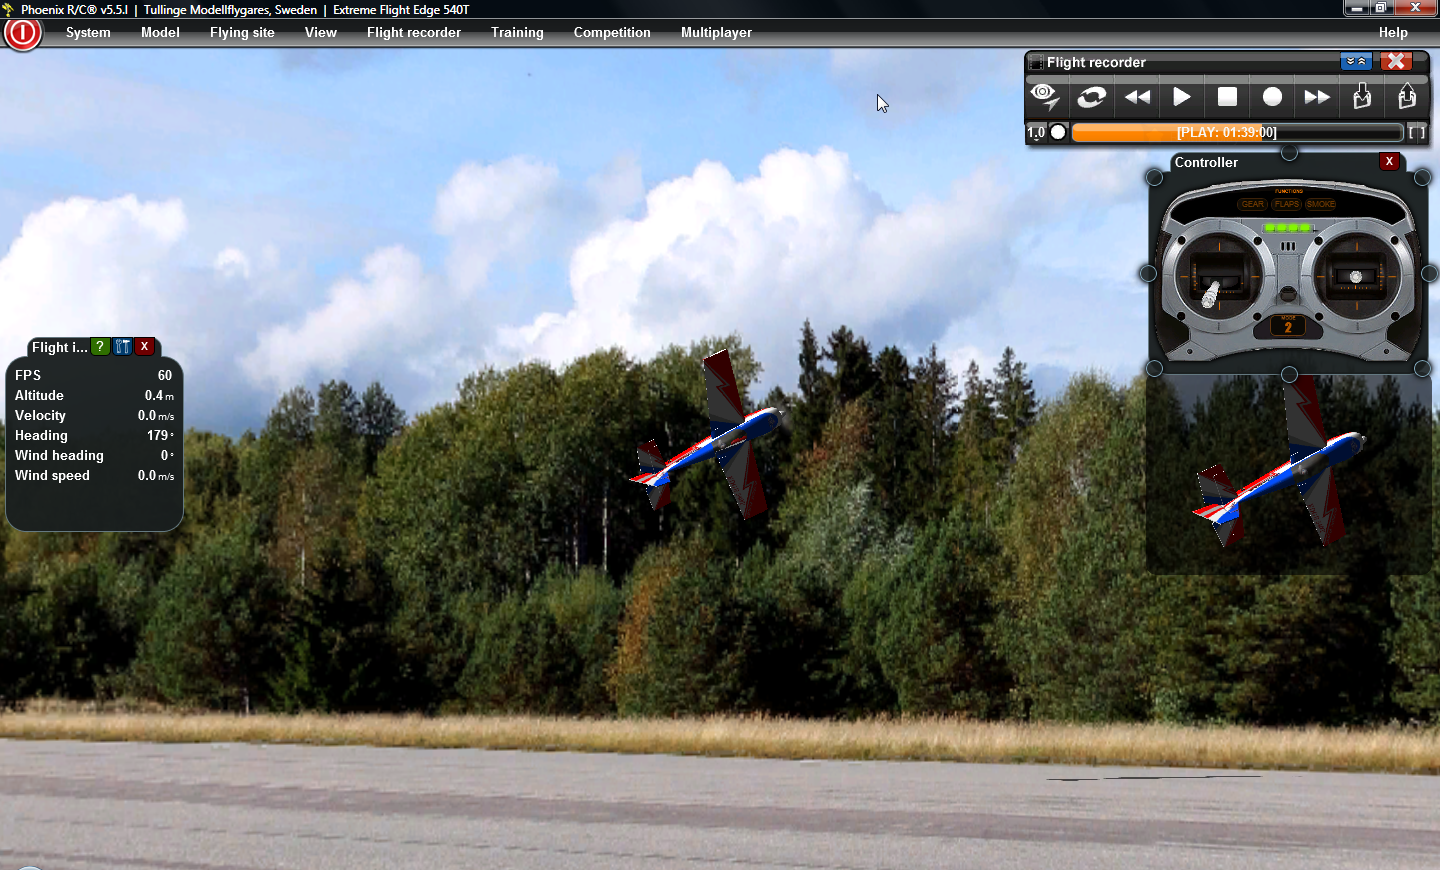 Phoenix R/C® v5.5.l | Tullinge Modellflygares, Sweden | Extreme Flight Edge 540T
System Model Flying site View Flight recorder Training Competition Multiplayer Help
Flight recorder
1.0 [PLAY: 01:39:00] [ ]
Controller X
FUNCTIONS
GEAR FLAPS SMOKE
MODE
2
Flight i... ? X
FPS 60
Altitude 0.4 m
Velocity 0.0 m/s
Heading 179 °
Wind heading 0 °
Wind speed 0.0 m/s